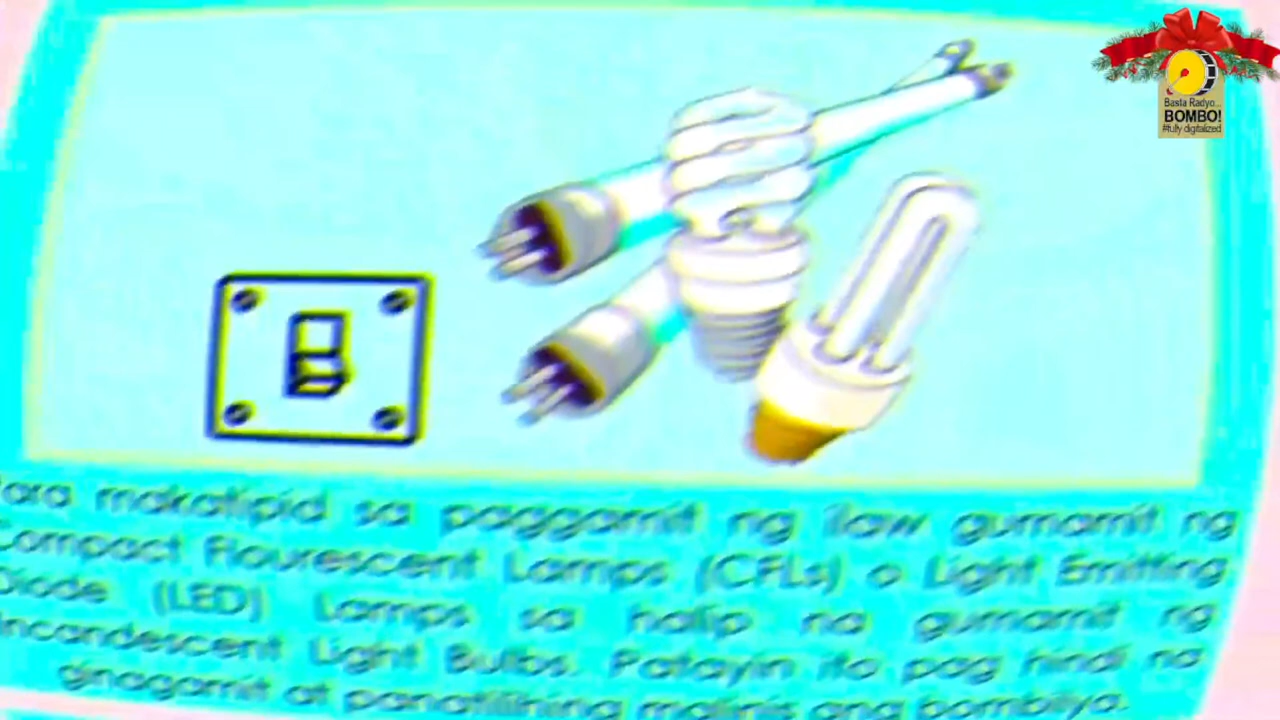 Basta Radyo...
BOMBO!
#fully digitalized
ara makatipid sa paggamit ng ilaw gumamit ng
Compact Flourescent Lamps (CFLs) o Light Emitting
Diode (LED) Lamps sa halip na gumamit ng
Incandescent Light Bulbs. Patayin ito pag hindi na
ginagamit at panatilihing malinis ang bombilya.